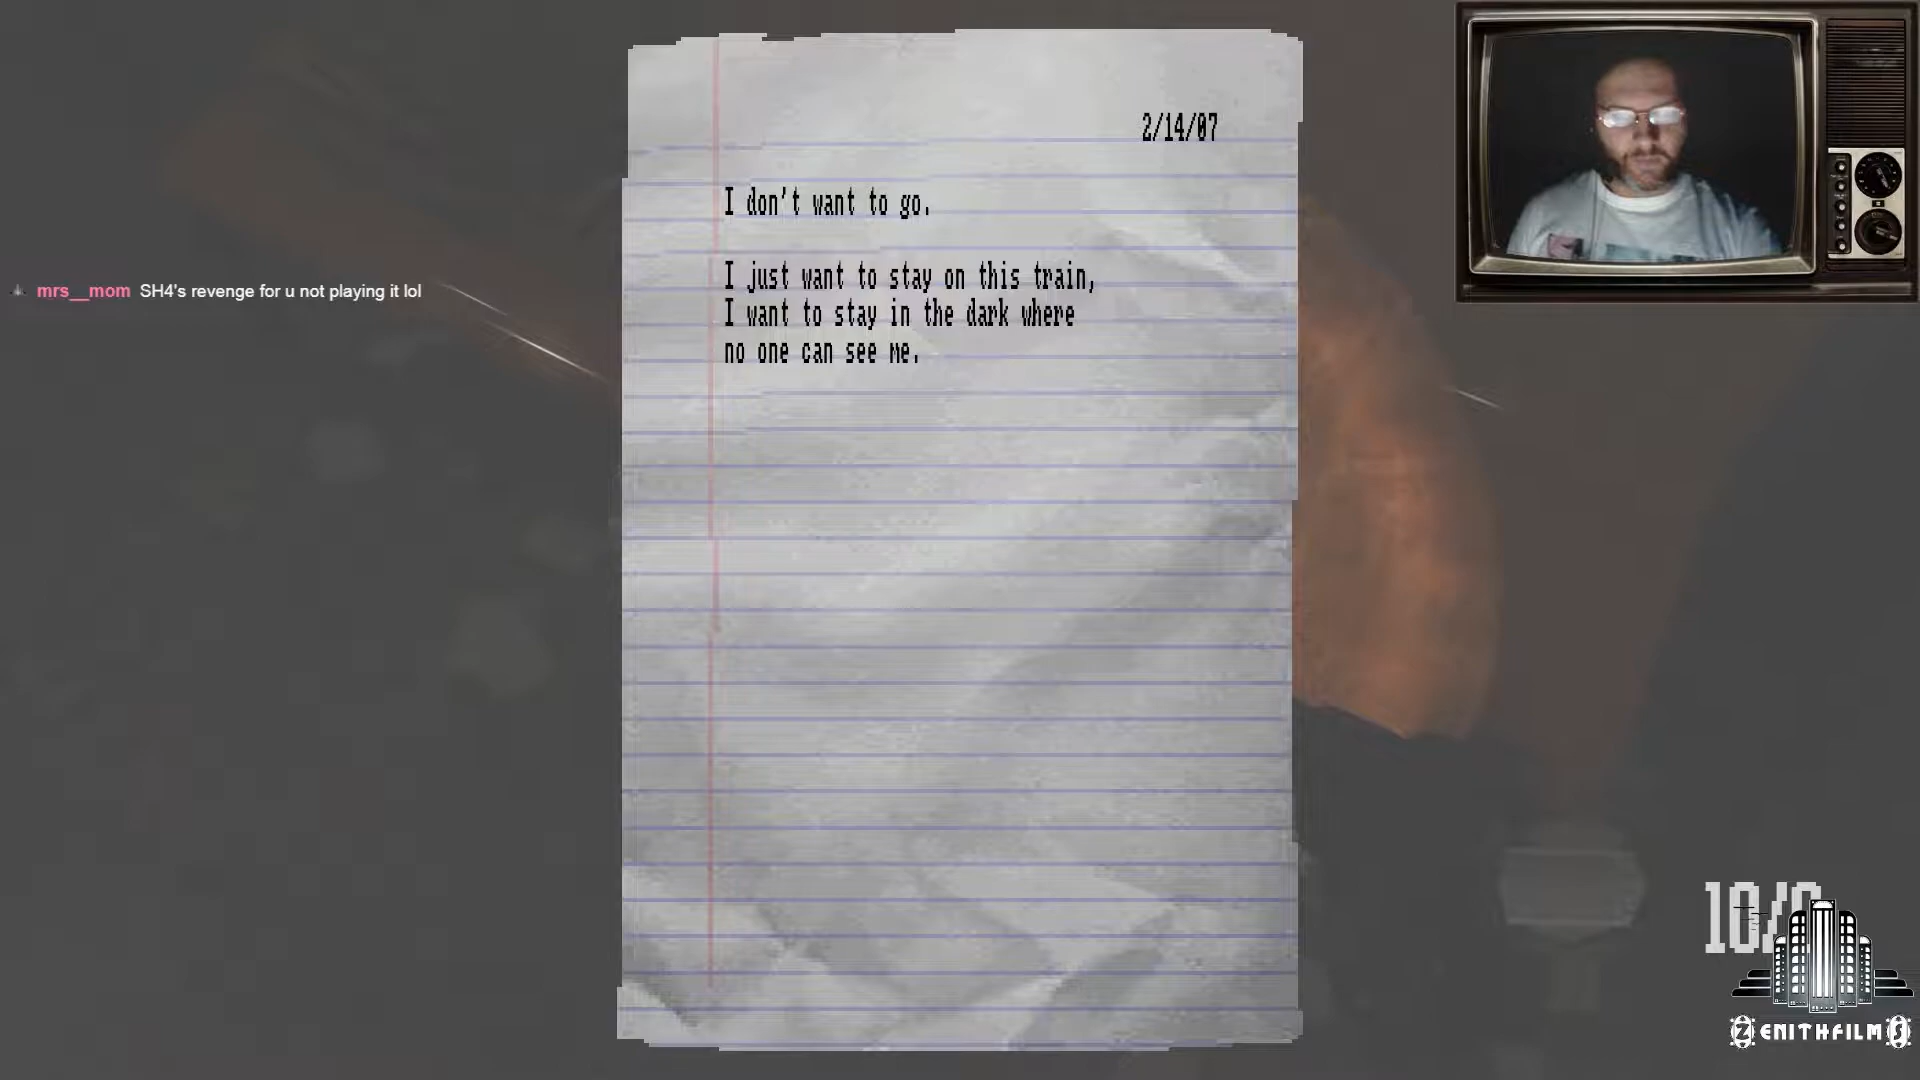 2/14/07
I don't want to go.
I just want to stay on this train,
I want to stay in the dark where
no one can see me.
mrs__mom SH4's revenge for u not playing it lol
ZENITHFILMS